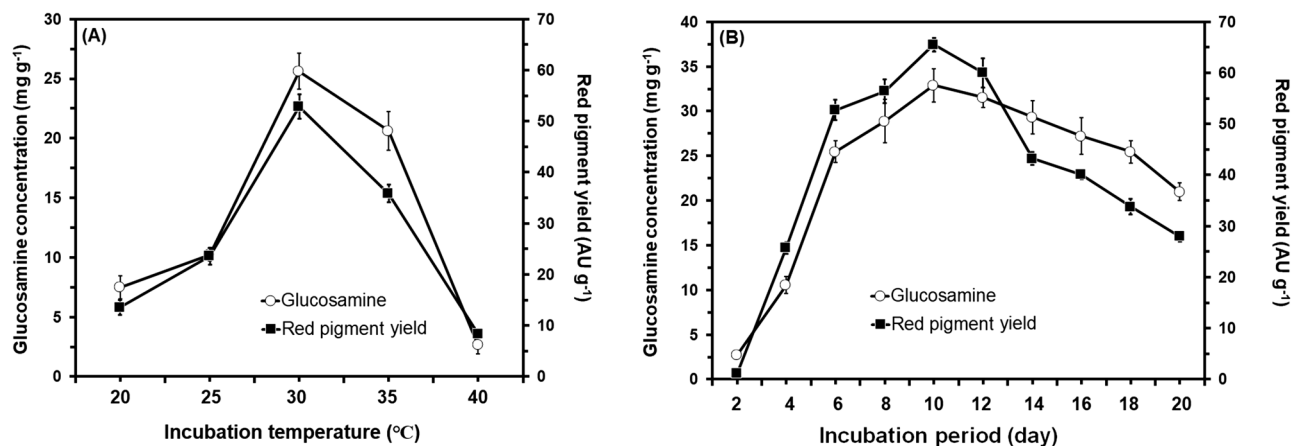 (A)
Glucosamine concentration (mg g-1)
30
25
20
15
10
5
0
70
60
50
40
30
20
10
0
Red pigment yield (AU g-1)
Glucosamine
Red pigment yield
20 25 30 35 40
Incubation temperature (°C)
(B)
Glucosamine concentration (mg g-1)
40
35
30
25
20
15
10
5
0
70
60
50
40
30
20
10
0
Red pigment yield (AU g-1)
Glucosamine
Red pigment yield
2 4 6 8 10 12 14 16 18 20
Incubation period (day)